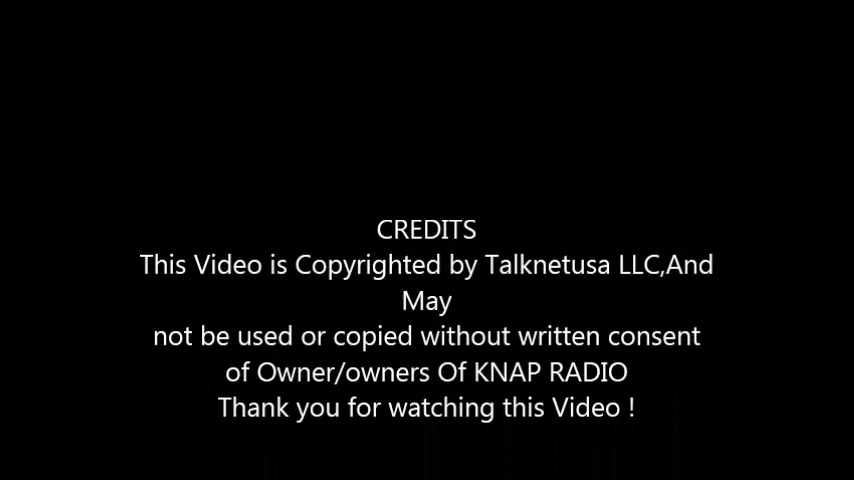 CREDITS
This Video is Copyrighted by Talknetusa LLC,And
May
not be used or copied without written consent
of Owner/owners Of KNAP RADIO
Thank you for watching this Video !